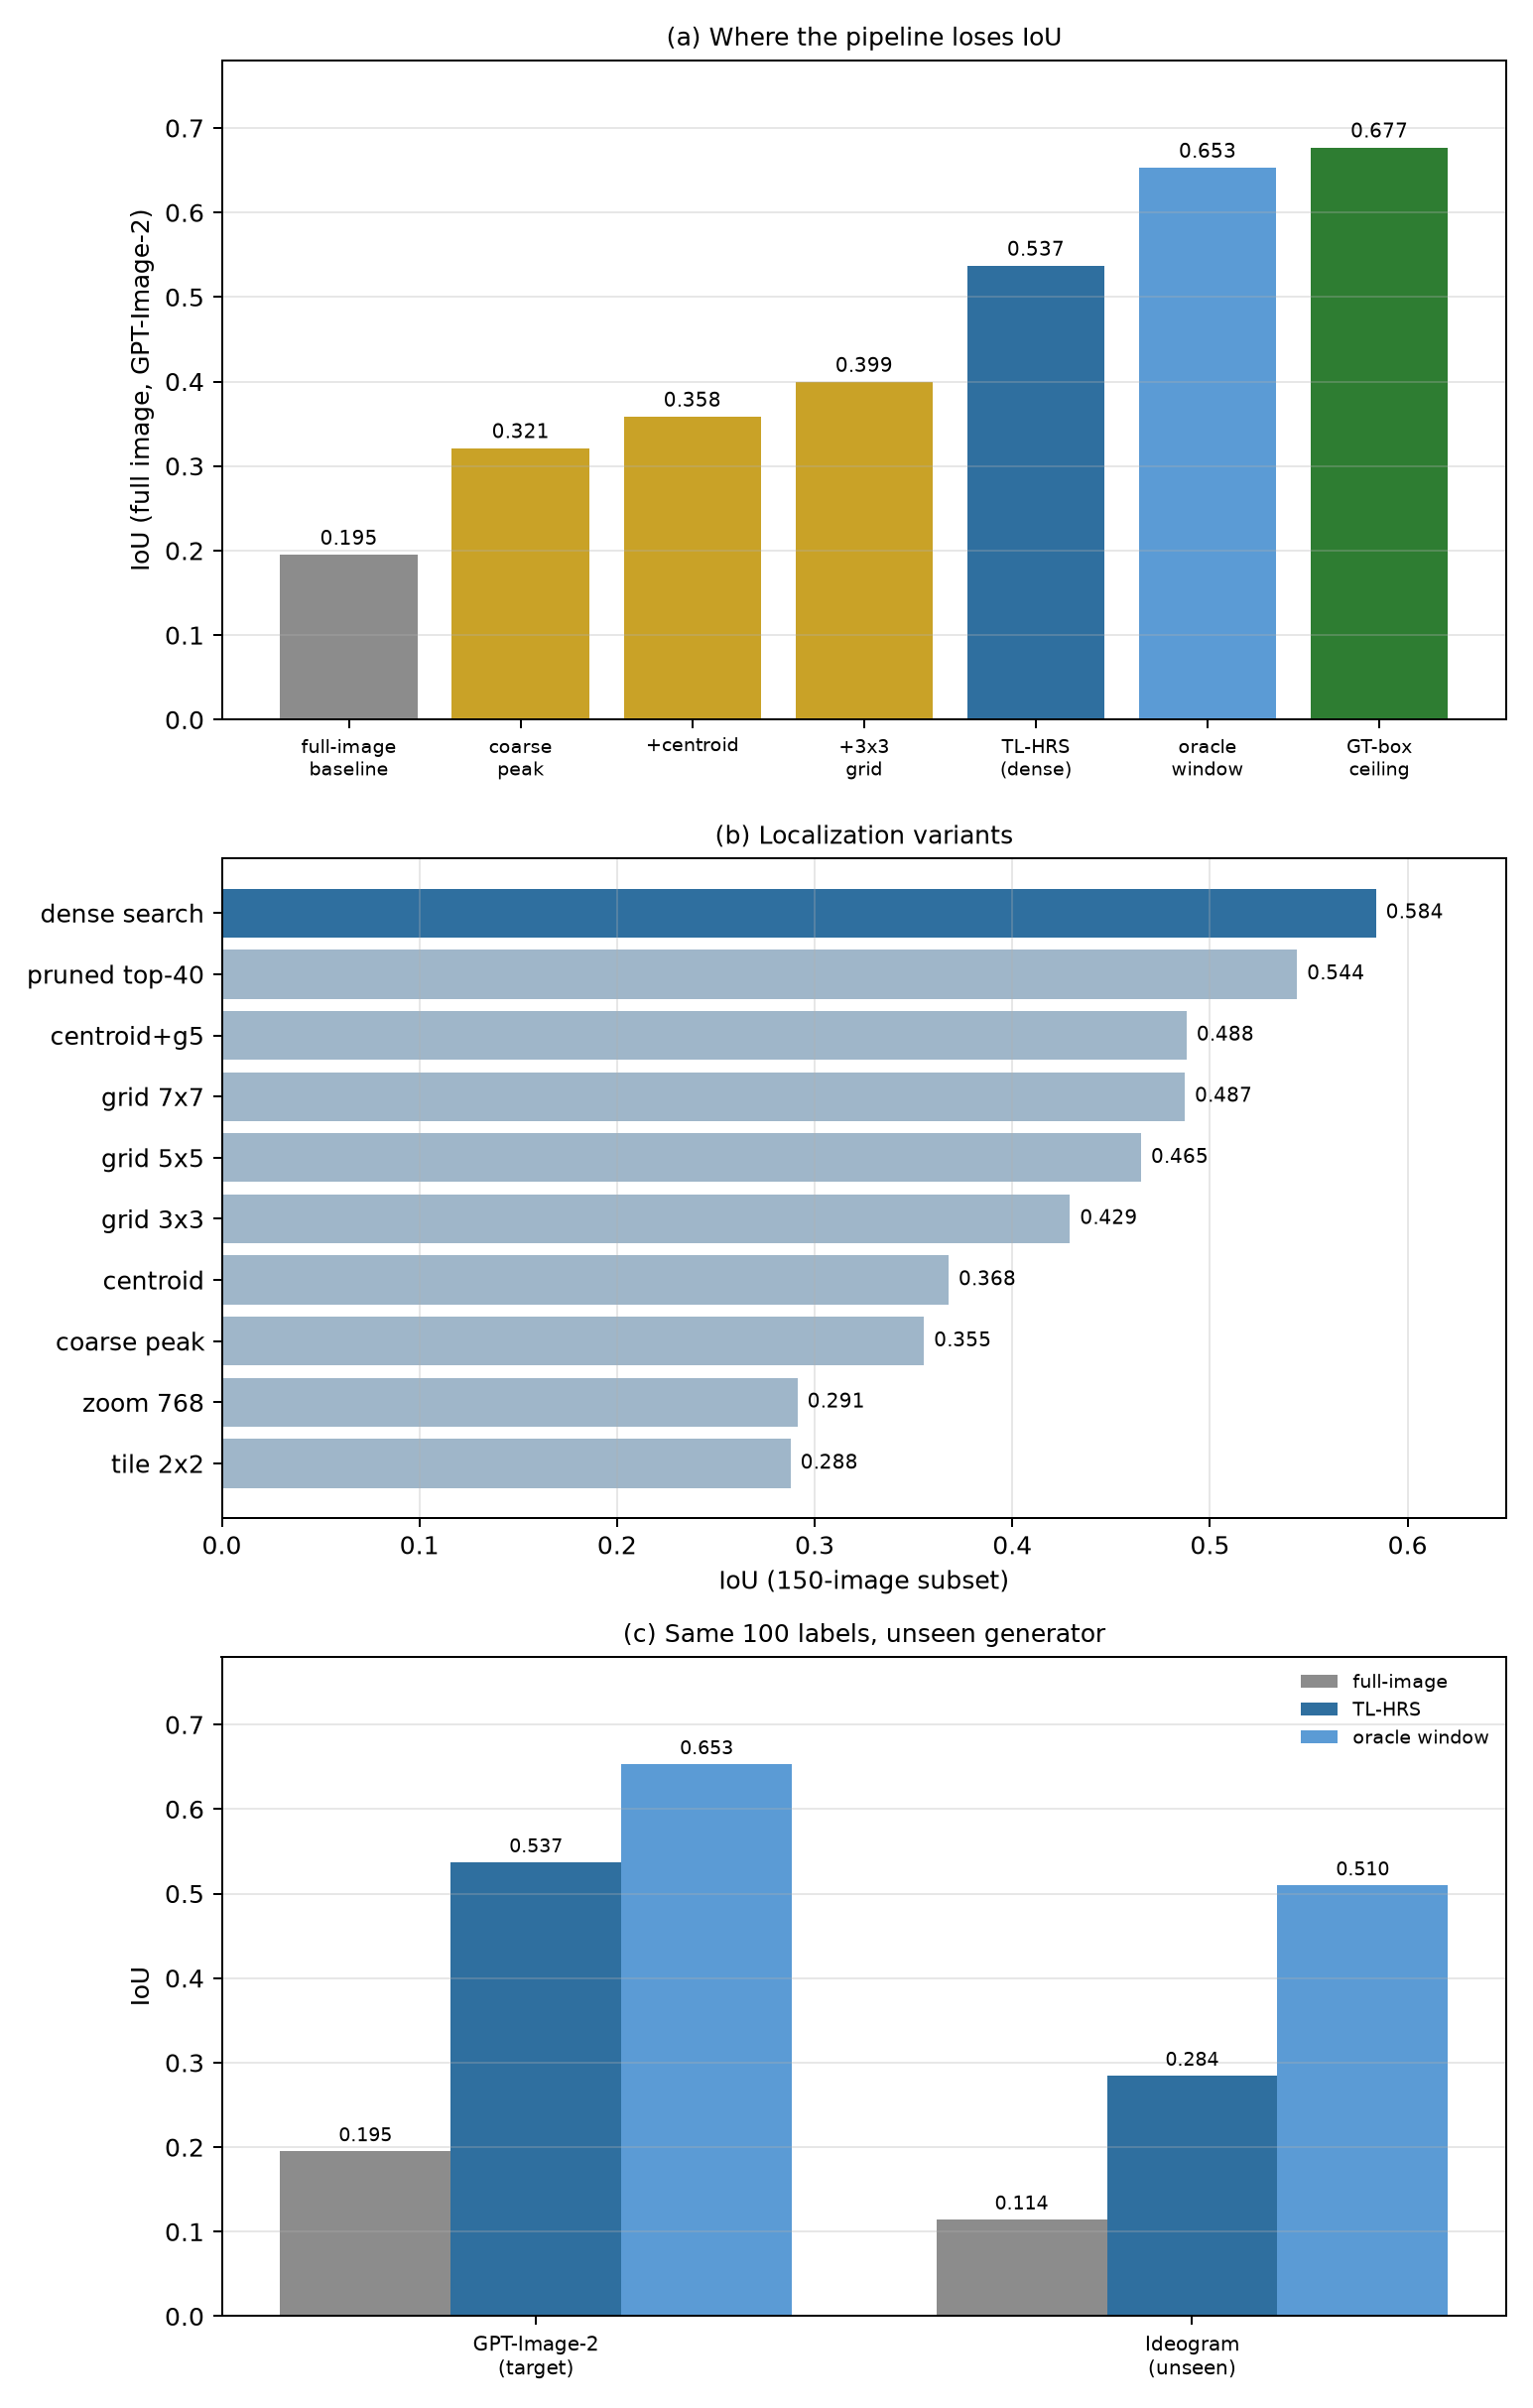 (a) Where the pipeline loses IoU
IoU (full image, GPT-Image-2)
0.7
0.6
0.5
0.4
0.3
0.2
0.1
0.0
0.195
0.321
0.358
0.399
0.537
0.653
0.677
full-image
baseline
coarse
peak
+centroid
+3x3
grid
TL-HRS
(dense)
oracle
window
GT-box
ceiling
(b) Localization variants
dense search 0.584
pruned top-40 0.544
centroid+g5 0.488
grid 7x7 0.487
grid 5x5 0.465
grid 3x3 0.429
centroid 0.368
coarse peak 0.355
zoom 768 0.291
tile 2x2 0.288
0.0 0.1 0.2 0.3 0.4 0.5 0.6
IoU (150-image subset)
(c) Same 100 labels, unseen generator
full-image
TL-HRS
oracle window
IoU
0.7
0.6
0.5
0.4
0.3
0.2
0.1
0.0
0.195
0.537
0.653
0.114
0.284
0.510
GPT-Image-2
(target)
Ideogram
(unseen)